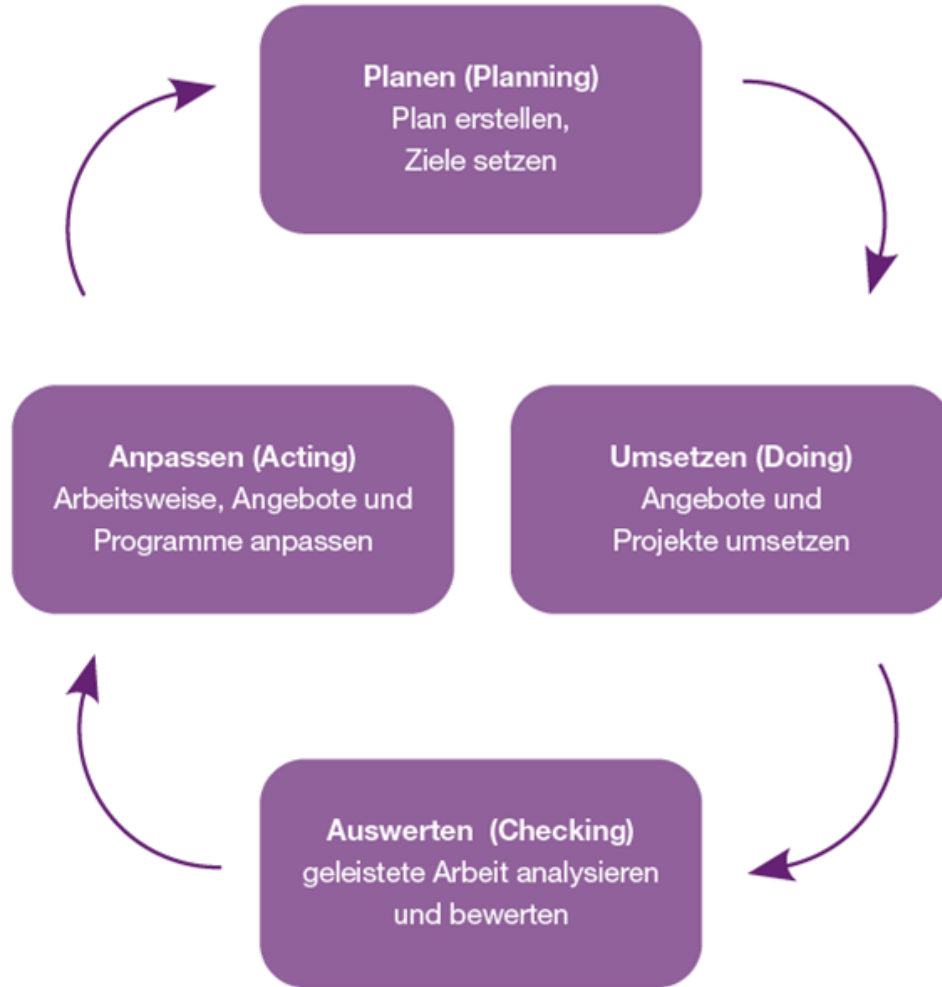 Planen (Planning)
Plan erstellen,
Ziele setzen
Umsetzen (Doing)
Angebote und
Projekte umsetzen
Auswerten (Checking)
geleistete Arbeit analysieren
und bewerten
Anpassen (Acting)
Arbeitsweise, Angebote und
Programme anpassen